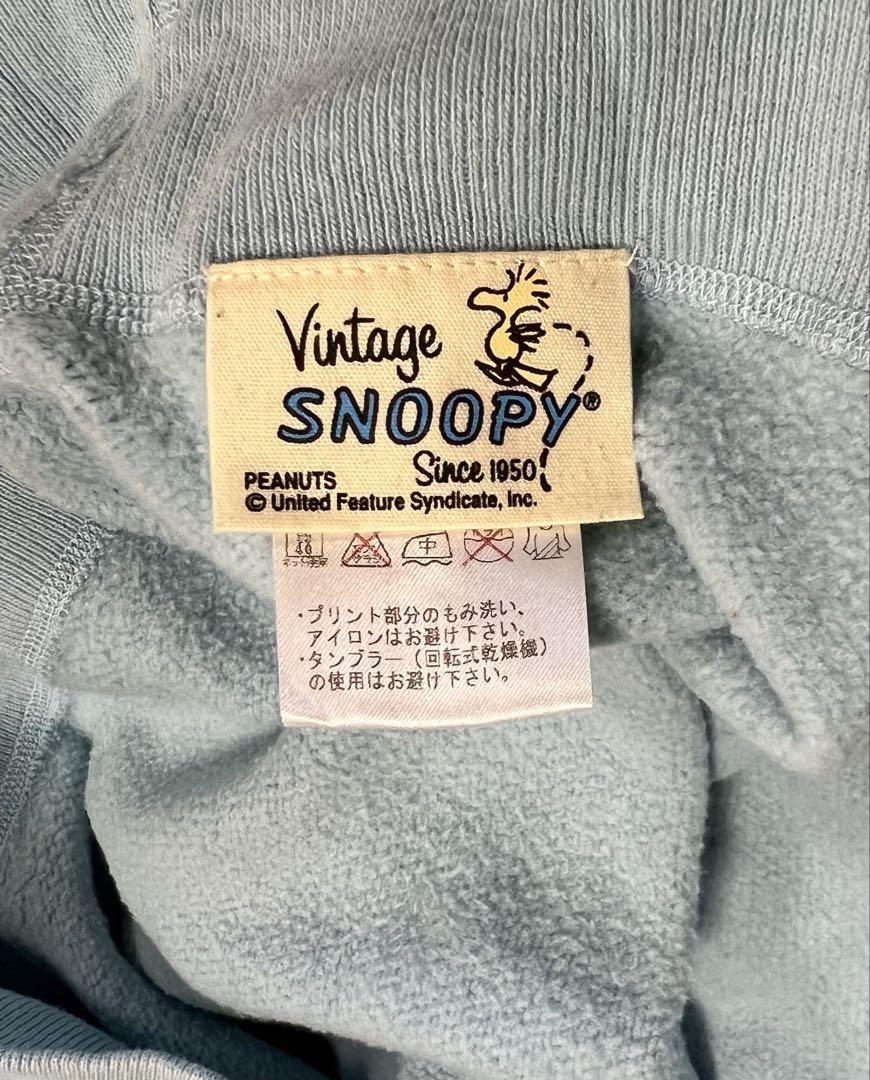 Vintage
SNOOPY®
Since 1950
PEANUTS
© United Feature Syndicate, Inc.
40
中
・プリント部分のもみ洗い、
アイロンはお避け下さい。
・タンブラー（回転式乾燥機）
の使用はお避け下さい。